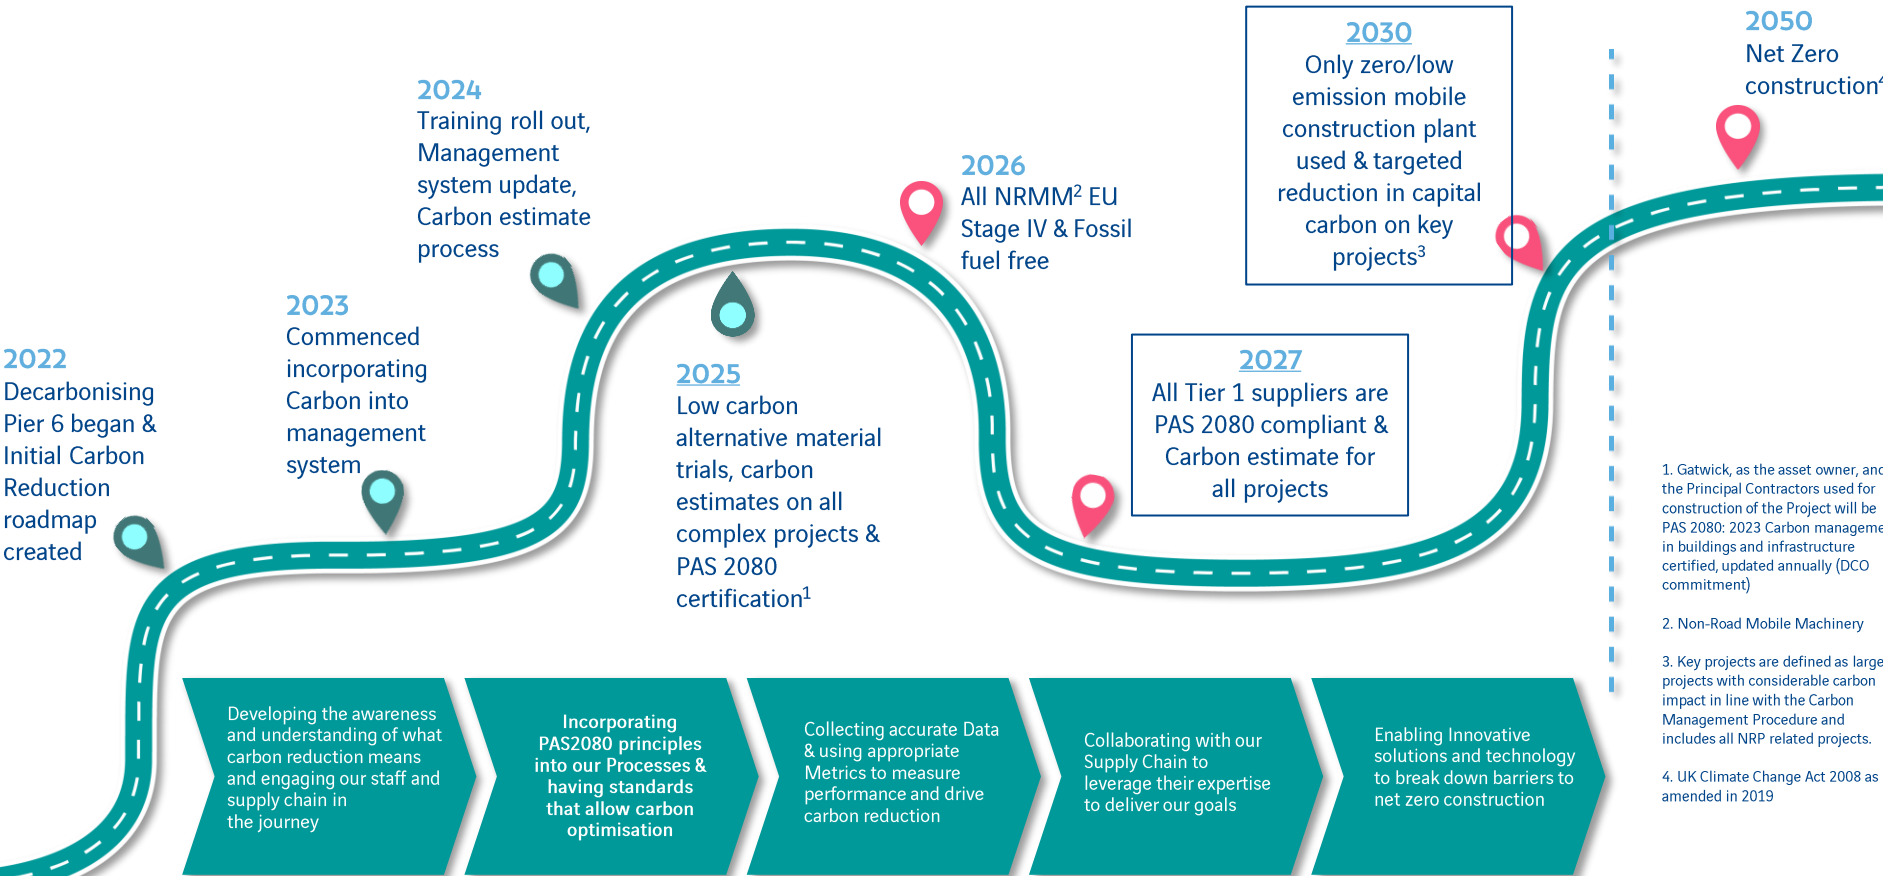 2022
Decarbonising
Pier 6 began &
Initial Carbon
Reduction
roadmap
created
2023
Commenced
incorporating
Carbon into
management
system
2024
Training roll out,
Management
system update,
Carbon estimate
process
2025
Low carbon
alternative material
trials, carbon
estimates on all
complex projects &
PAS 2080
certification¹
2026
All NRMM² EU
Stage IV & Fossil
fuel free
2027
All Tier 1 suppliers are
PAS 2080 compliant &
Carbon estimate for
all projects
2030
Only zero/low
emission mobile
construction plant
used & targeted
reduction in capital
carbon on key
projects³
2050
Net Zero
construction⁴
Developing the awareness
and understanding of what
carbon reduction means
and engaging our staff and
supply chain in
the journey
Incorporating
PAS2080 principles
into our Processes &
having standards
that allow carbon
optimisation
Collecting accurate Data
& using appropriate
Metrics to measure
performance and drive
carbon reduction
Collaborating with our
Supply Chain to
leverage their expertise
to deliver our goals
Enabling Innovative
solutions and technology
to break down barriers to
net zero construction
1. Gatwick, as the asset owner, and
the Principal Contractors used for
construction of the Project will be
PAS 2080: 2023 Carbon manageme
in buildings and infrastructure
certified, updated annually (DCO
commitment)
2. Non-Road Mobile Machinery
3. Key projects are defined as large
projects with considerable carbon
impact in line with the Carbon
Management Procedure and
includes all NRP related projects.
4. UK Climate Change Act 2008 as
amended in 2019